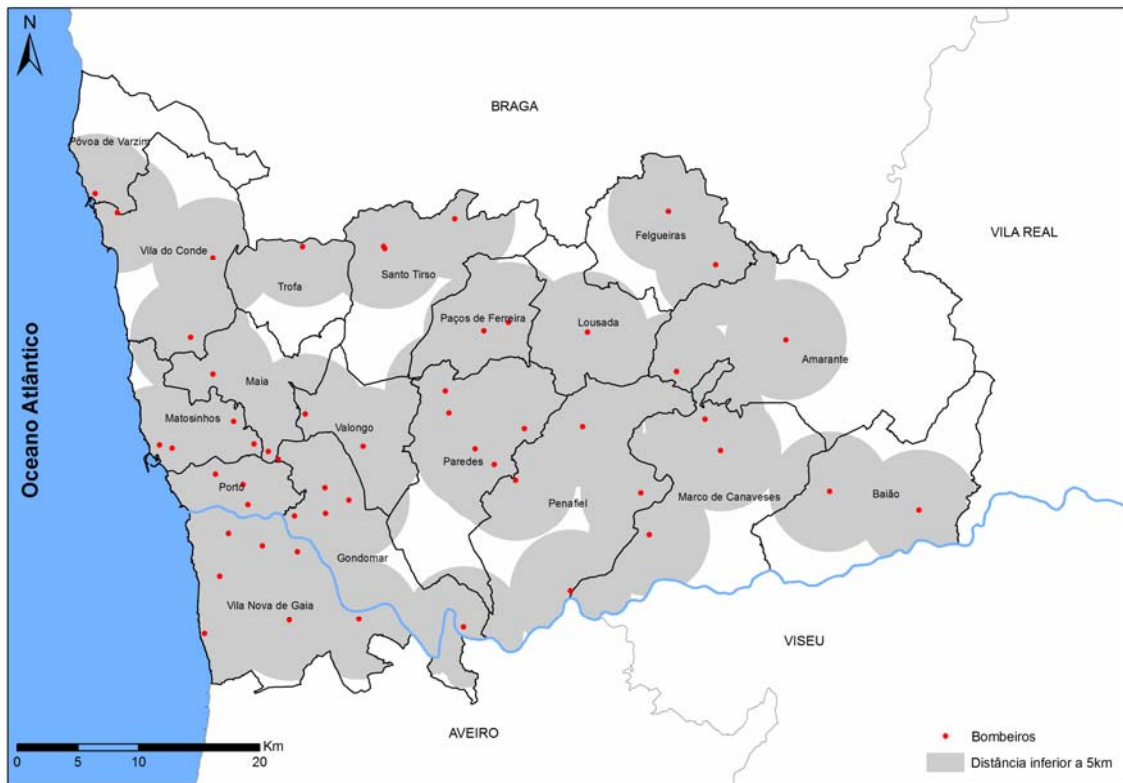 N
BRAGA
Póvoa de Varzim
VILA REAL
Felgueiras
Vila do Conde
Santo Tirso
Trofa
Paços de Ferreira
Lousada
Amarante
Maia
Matosinhos
Valongo
Oceano Atlântico
Paredes
Porto
Penafiel
Marco de Canaveses
Baião
Gondomar
Vila Nova de Gaia
VISEU
AVEIRO
Km
0 5 10 20
Bombeiros
Distância inferior a 5km